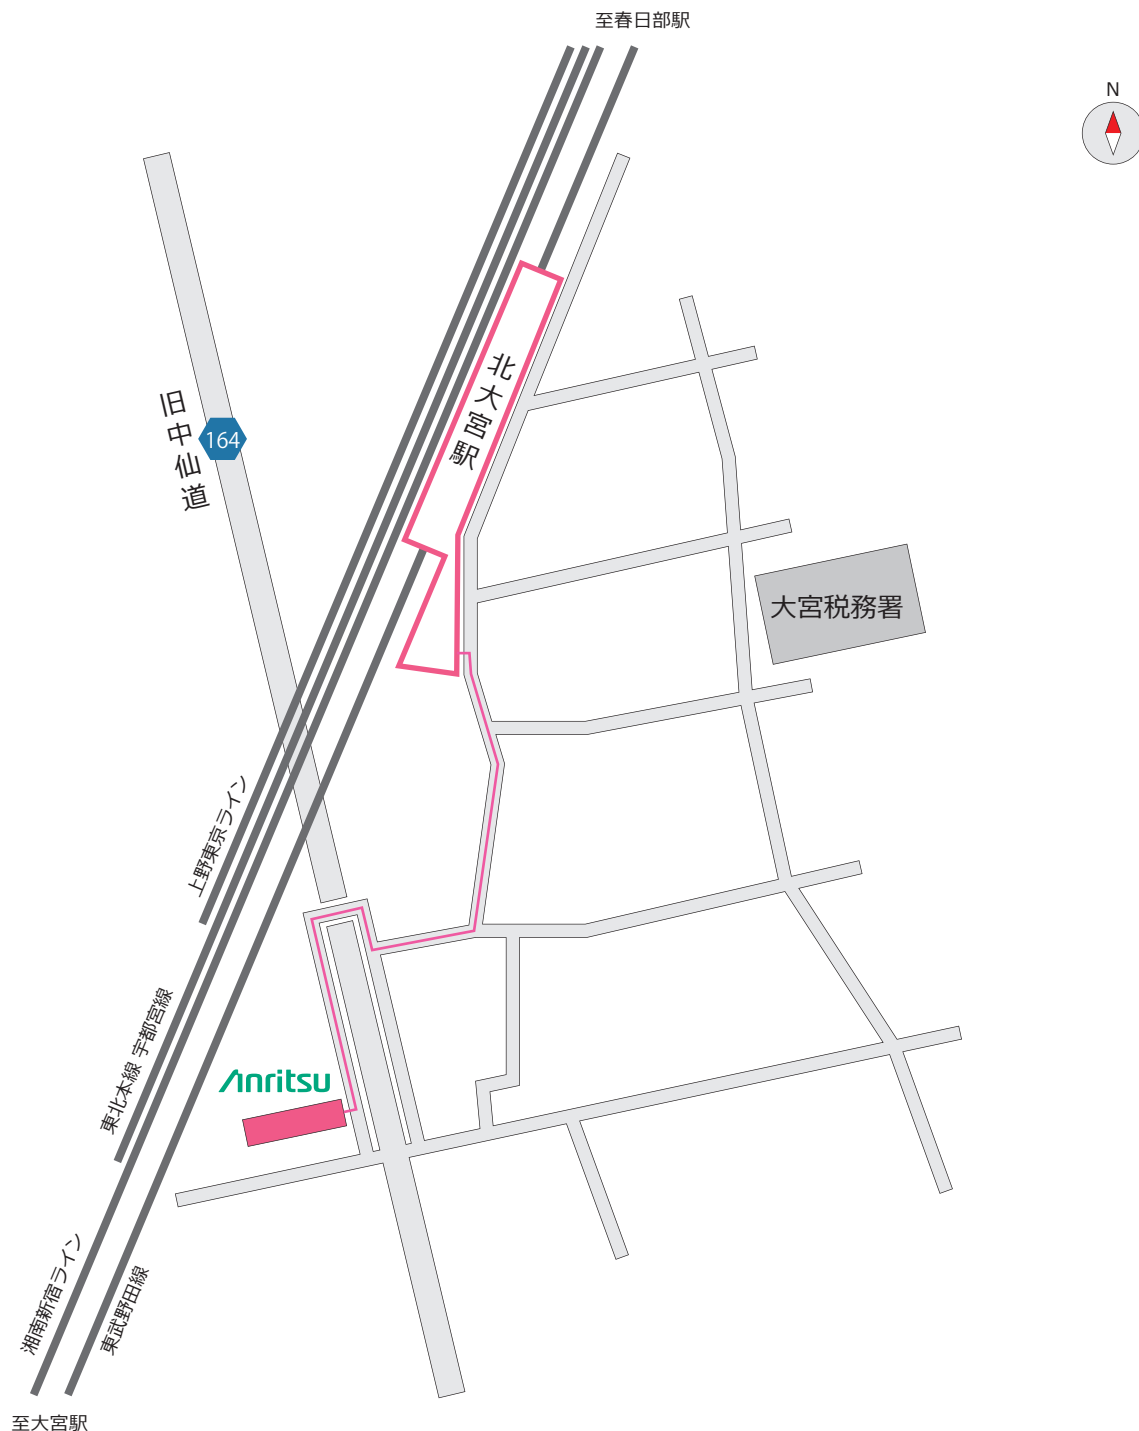 至春日部駅
N
北大宮駅
旧中仙道
164
大宮税務署
上野東京ライン
東北本線 宇都宮線
Anritsu
湘南新宿ライン
東武野田線
至大宮駅